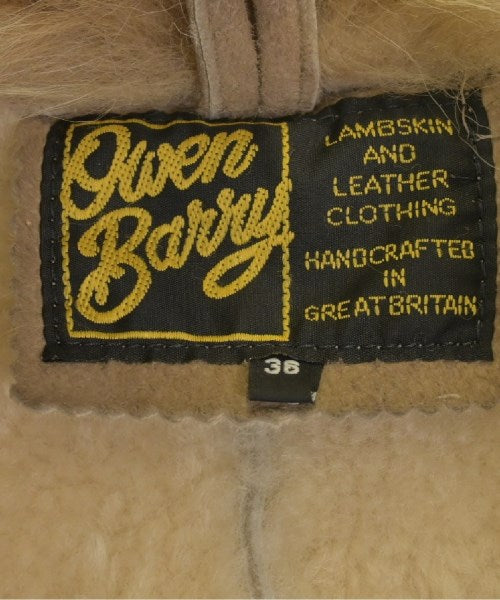 Owen
Barry
LAMBSKIN
AND
LEATHER
CLOTHING
HANDCRAFTED
IN
GREAT BRITAIN
36